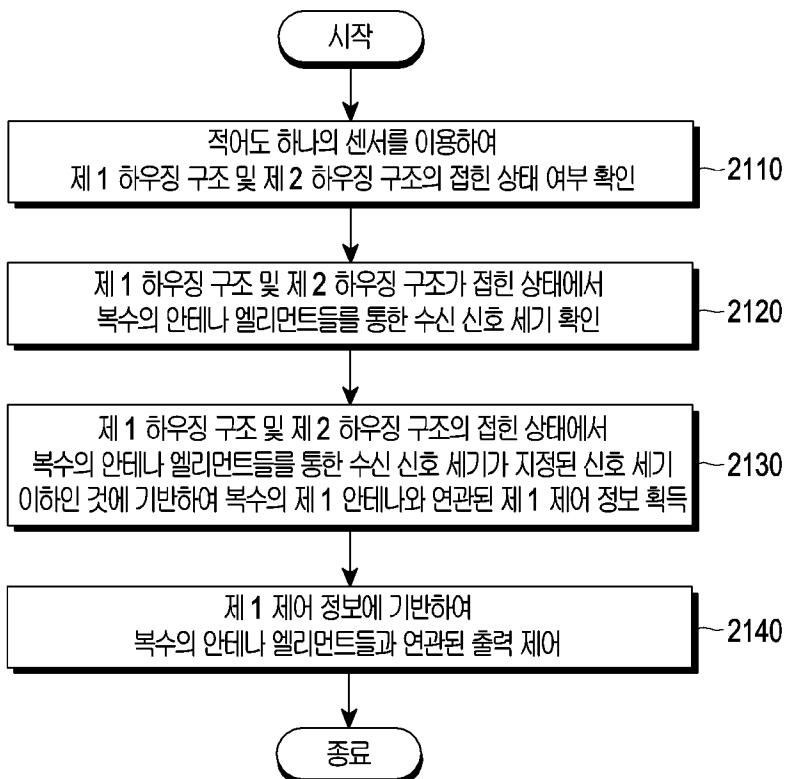 시작
적어도 하나의 센서를 이용하여
제 1 하우징 구조 및 제 2 하우징 구조의 접힌 상태 여부 확인
2110
제 1 하우징 구조 및 제 2 하우징 구조가 접힌 상태에서
복수의 안테나 엘리먼트들를 통한 수신 신호 세기 확인
2120
제 1 하우징 구조 및 제 2 하우징 구조의 접힌 상태에서
복수의 안테나 엘리먼트들를 통한 수신 신호 세기가 지정된 신호 세기
이하인 것에 기반하여 복수의 제 1 안테나와 연관된 제 1 제어 정보 획득
2130
제 1 제어 정보에 기반하여
복수의 안테나 엘리먼트들과 연관된 출력 제어
2140
종료